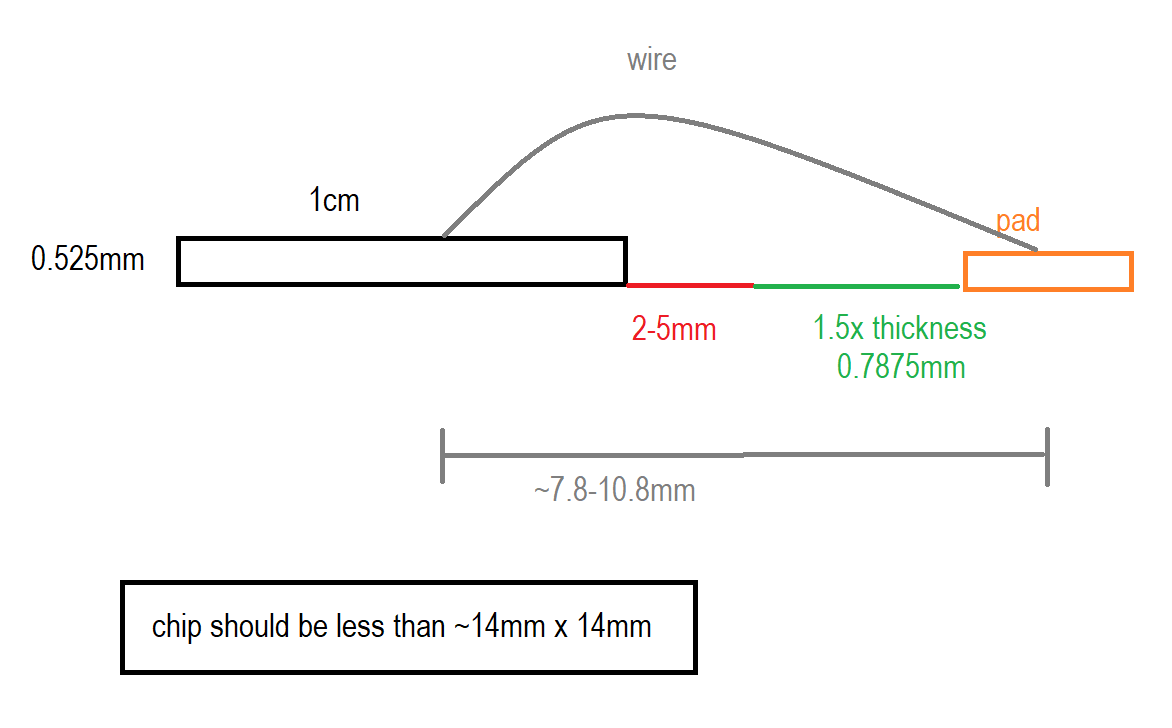 wire
1cm
pad
0.525mm
2-5mm
1.5x thickness
0.7875mm
~7.8-10.8mm
chip should be less than ~14mm x 14mm